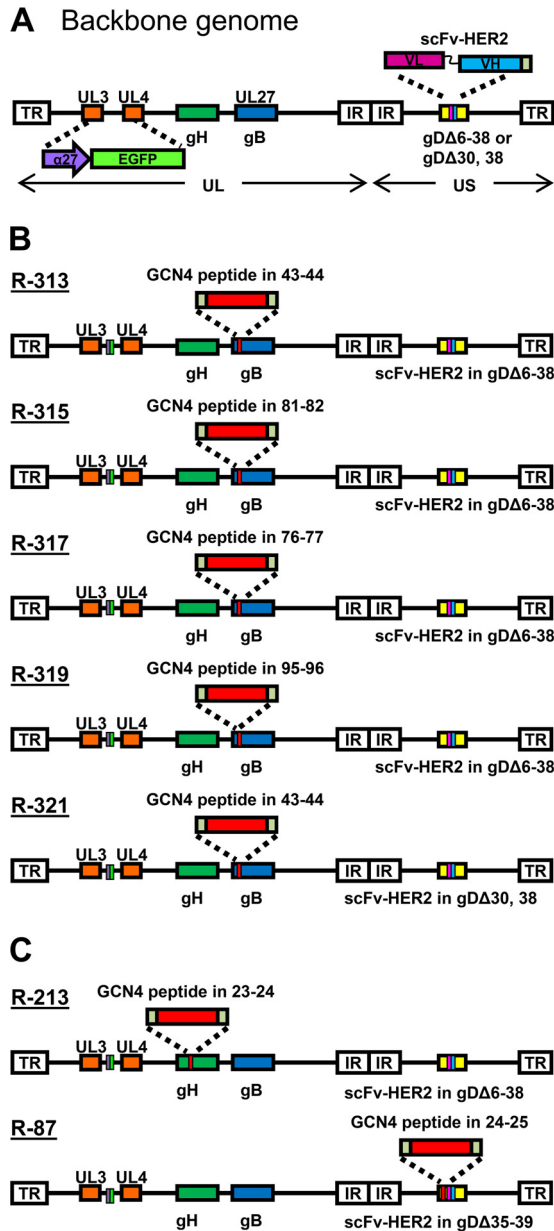 A Backbone genome
scFv-HER2
VL VH
UL3 UL4 UL27
TR IR IR TR
gH gB gDΔ6-38 or
gDΔ30, 38
α27 EGFP
UL US
B
R-313
GCN4 peptide in 43-44
UL3 UL4
TR IR IR TR
gH gB scFv-HER2 in gDΔ6-38
R-315
GCN4 peptide in 81-82
UL3 UL4
TR IR IR TR
gH gB scFv-HER2 in gDΔ6-38
R-317
GCN4 peptide in 76-77
UL3 UL4
TR IR IR TR
gH gB scFv-HER2 in gDΔ6-38
R-319
GCN4 peptide in 95-96
UL3 UL4
TR IR IR TR
gH gB scFv-HER2 in gDΔ6-38
R-321
GCN4 peptide in 43-44
UL3 UL4
TR IR IR TR
gH gB scFv-HER2 in gDΔ30, 38
C
R-213
GCN4 peptide in 23-24
UL3 UL4
TR IR IR TR
gH gB scFv-HER2 in gDΔ6-38
R-87
GCN4 peptide in 24-25
UL3 UL4
TR IR IR TR
gH gB scFv-HER2 in gDΔ35-39